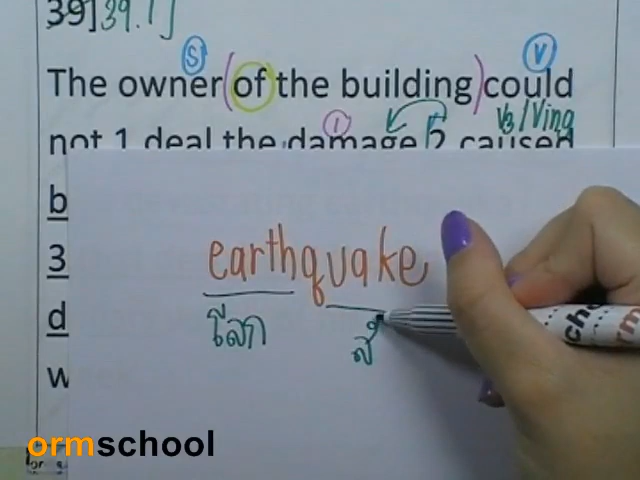 39] 39.1]
S V
The owner (of the building) could
1 V3/Ving
not 1 deal the damage 2 caused
b
3 earthquake
d โลก สั
w
ormschool